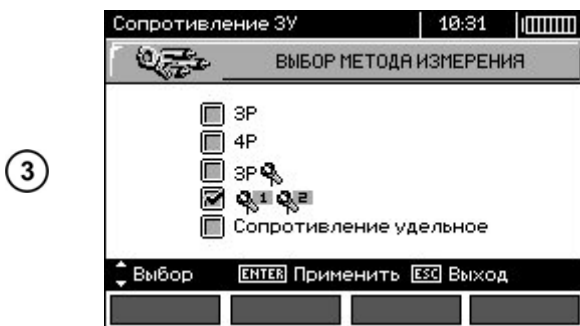 Сопротивление ЗУ 10:31
ВЫБОР МЕТОДА ИЗМЕРЕНИЯ
3P
4P
3P
1 2
Сопротивление удельное
Выбор ENTER Применить ESC Выход
3